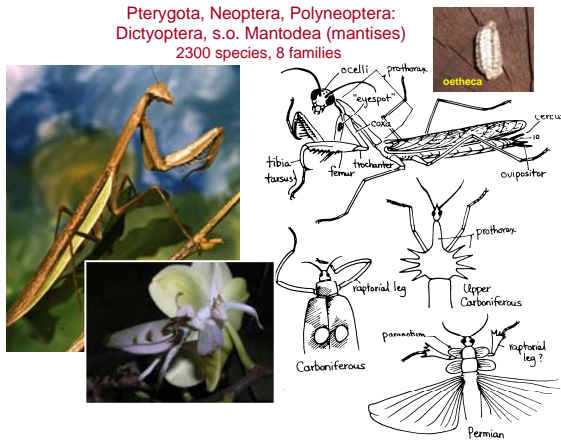 Pterygota, Neoptera, Polyneoptera:
Dictyoptera, s.o. Mantodea (mantises)
2300 species, 8 families
oetheca
ocelli
prothorax
"eyespot"
coxa
cercus
10
tibia
tarsus
femur
trochanter
ovipositor
prothorax
raptorial leg
Upper
Carboniferous
Carboniferous
paranotum
raptorial
leg ?
Permian